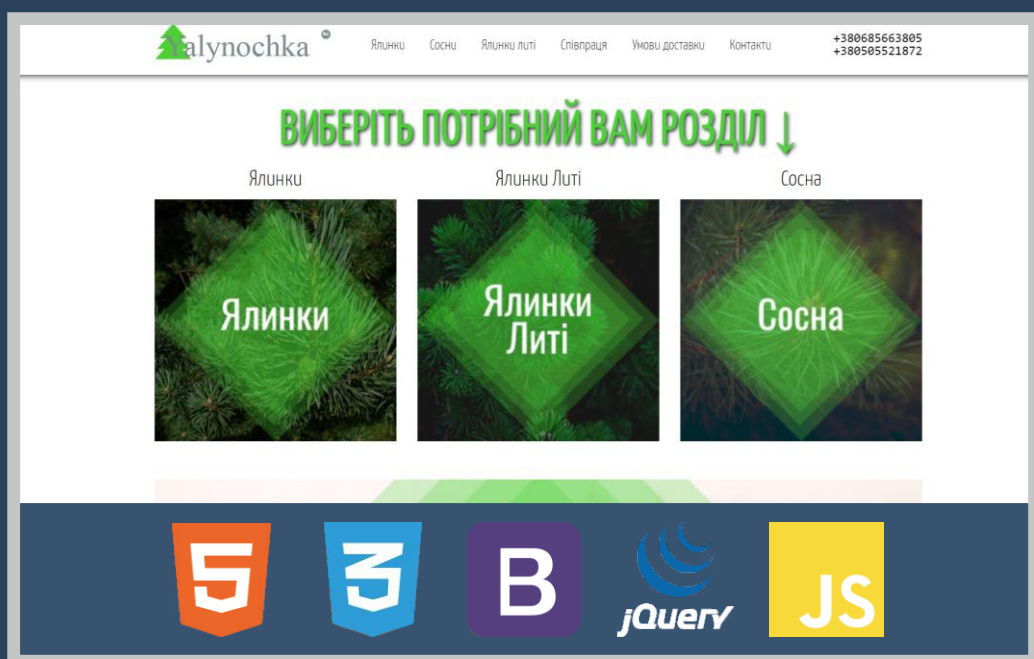 Yalynochka
Ялинки Сосни Ялинки литі Співпраця Умови доставки Контакти
+380685663805
+380505521872
ВИБЕРІТЬ ПОТРІБНИЙ ВАМ РОЗДІЛ ↓
Ялинки Ялинки Литі Сосна
Ялинки
Ялинки
Литі
Сосна
5 3 B jQuery JS